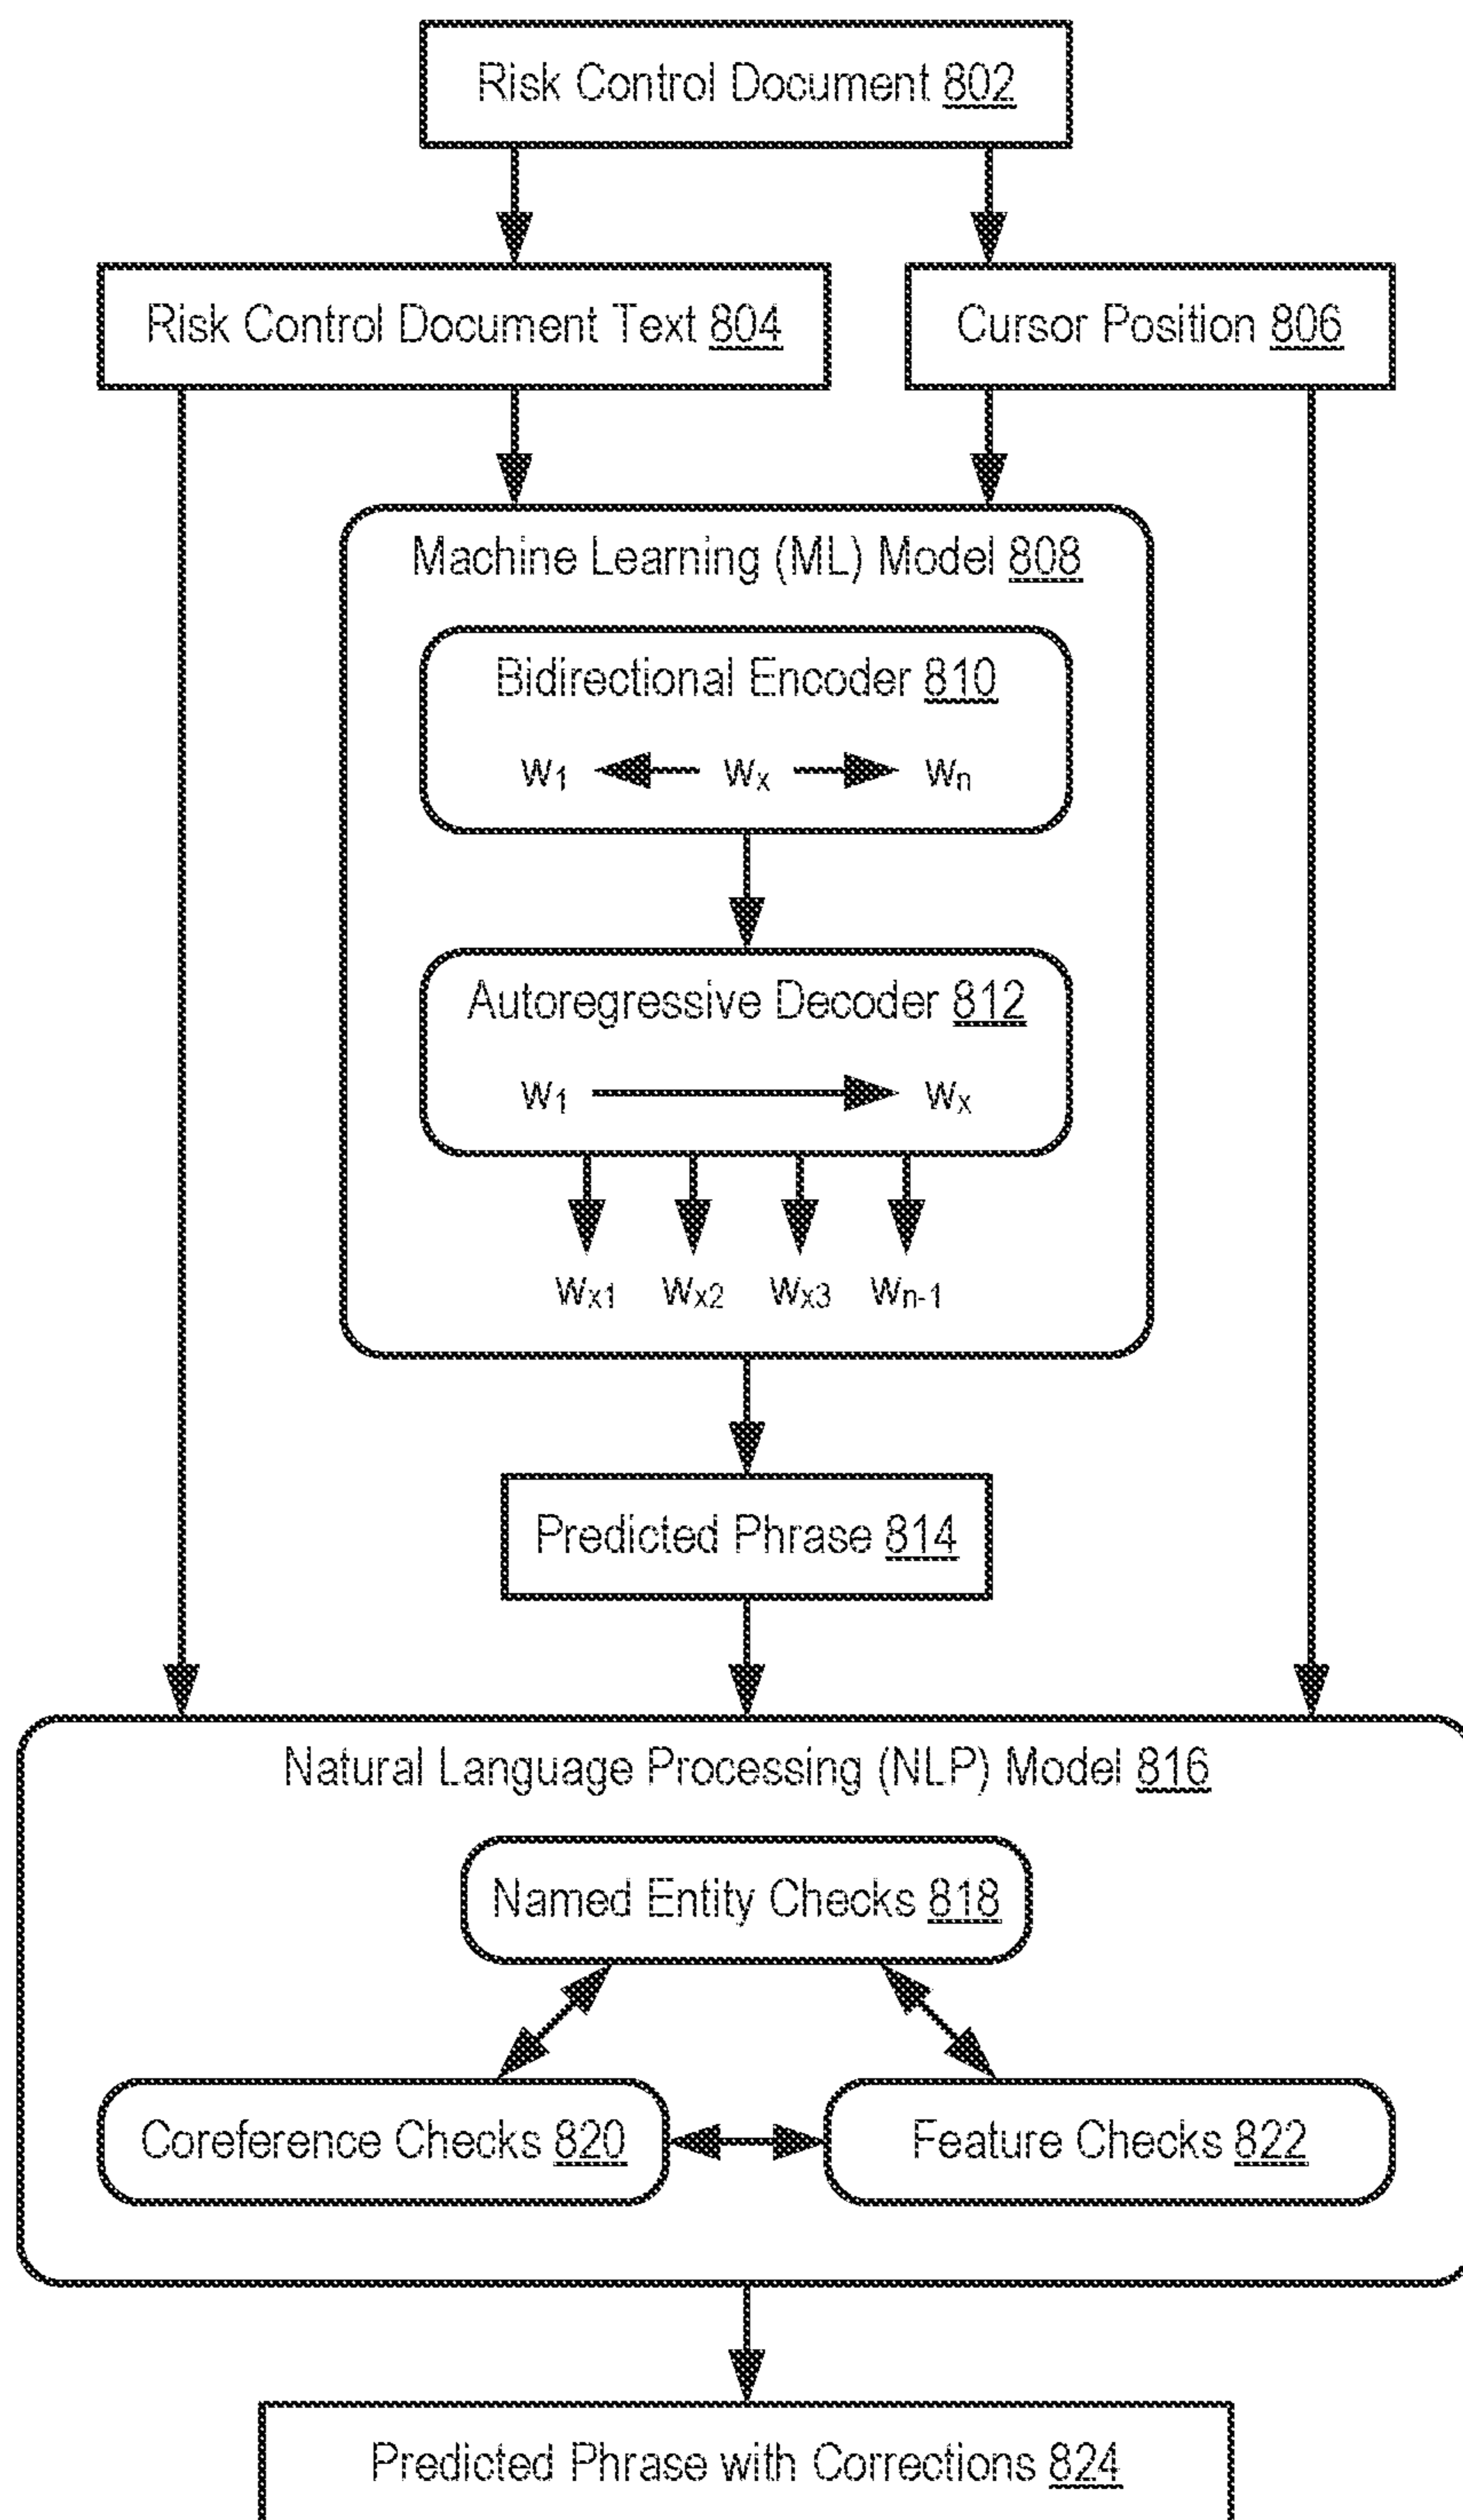 Risk Control Document 802
Risk Control Document Text 804
Cursor Position 806
Machine Learning (ML) Model 808
Bidirectional Encoder 810
W1 Wx Wn
Autoregressive Decoder 812
W1 Wx
Wx1 Wx2 Wx3 Wn-1
Predicted Phrase 814
Natural Language Processing (NLP) Model 816
Named Entity Checks 818
Coreference Checks 820
Feature Checks 822
Predicted Phrase with Corrections 824